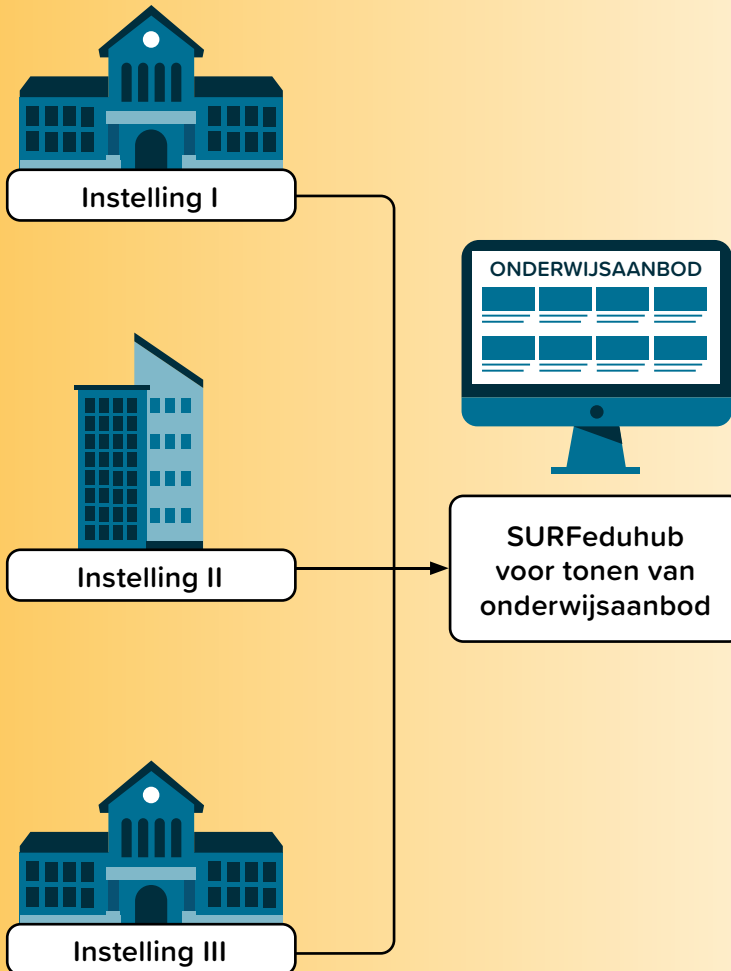 Instelling I
ONDERWIJSAANBOD
Instelling II
SURFeduhub
voor tonen van
onderwijsaanbod
Instelling III